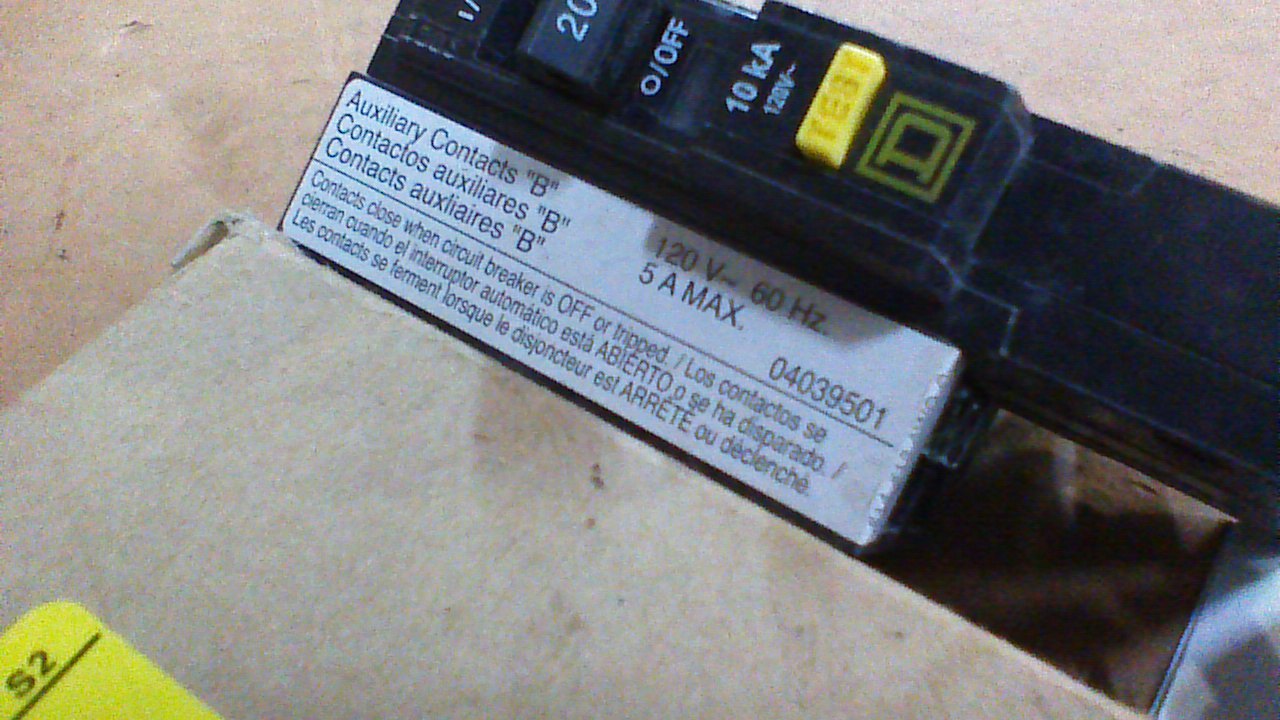 20
O/OFF
10 kA
120V~
TEST
D
Auxiliary Contacts "B"
Contactos auxiliares "B"
Contacts auxliaires "B"
120 V~ 60 Hz.
5 A MAX.
04039501
Contacts close when circuit breaker is OFF or tripped. / Los contactos se
cierran cuando el interruptor automático está ABIERTO o se ha disparado. /
Les contacts se ferment lorsque le disjoncteur est ARRÊTÉ ou déclenché.
S2